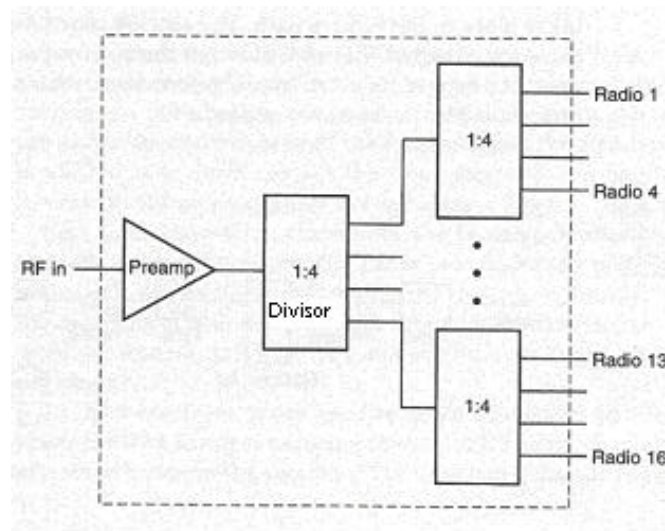 Radio 1
1:4
Radio 4
RF in
Preamp
1:4
Divisor
Radio 13
1:4
Radio 16